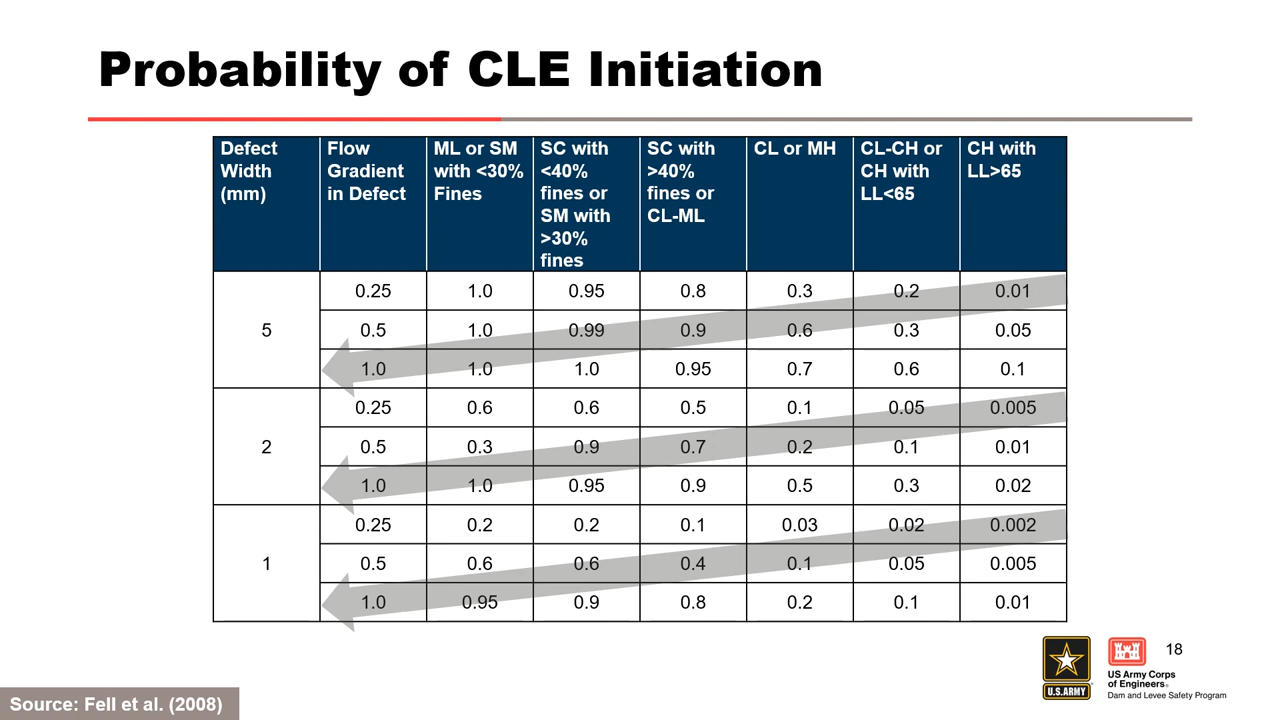 Probability of CLE Initiation
Defect Width (mm) Flow Gradient in Defect ML or SM with <30% Fines SC with <40% fines or SM with >30% fines SC with >40% fines or CL-ML CL or MH CL-CH or CH with LL<65 CH with LL>65
5 0.25 1.0 0.95 0.8 0.3 0.2 0.01
0.5 1.0 0.99 0.9 0.6 0.3 0.05
1.0 1.0 1.0 0.95 0.7 0.6 0.1
2 0.25 0.6 0.6 0.5 0.1 0.05 0.005
0.5 0.3 0.9 0.7 0.2 0.1 0.01
1.0 1.0 0.95 0.9 0.5 0.3 0.02
1 0.25 0.2 0.2 0.1 0.03 0.02 0.002
0.5 0.6 0.6 0.4 0.1 0.05 0.005
1.0 0.95 0.9 0.8 0.2 0.1 0.01
18
U.S.ARMY
US Army Corps
of Engineers®
Dam and Levee Safety Program
Source: Fell et al. (2008)